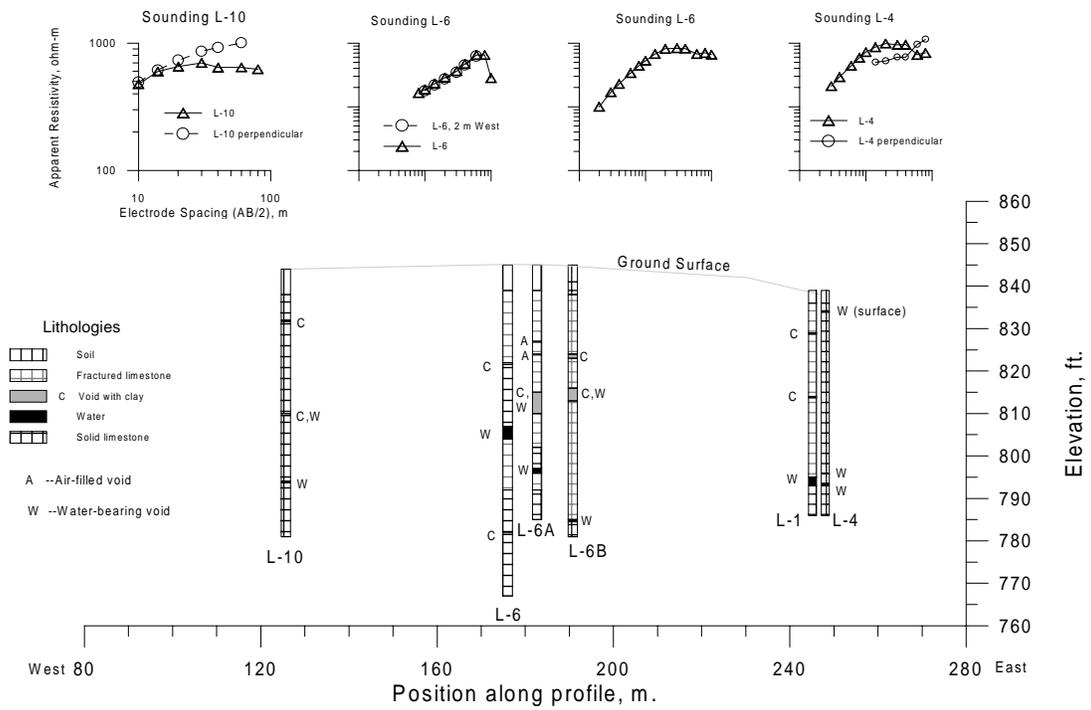 Sounding L-10
Sounding L-6
Sounding L-6
Sounding L-4
Apparent Resistivity, ohm-m
1000
100
L-10
L-10 perpendicular
10
100
Electrode Spacing (AB/2), m
L-6, 2 m West
L-6
L-4
L-4 perpendicular
Ground Surface
Lithologies
Soil
Fractured limestone
C Void with clay
Water
Solid limestone
A --Air-filled void
W --Water-bearing void
C
C,W
W
L-10
C
W
C
L-6
A
A
C,
W
W
L-6A
C
C,W
W
L-6B
C
C
W
L-1
W (surface)
W
W
L-4
860
850
840
830
820
810
800
790
780
770
760
Elevation, ft.
West 80
120
160
200
240
280 East
Position along profile, m.